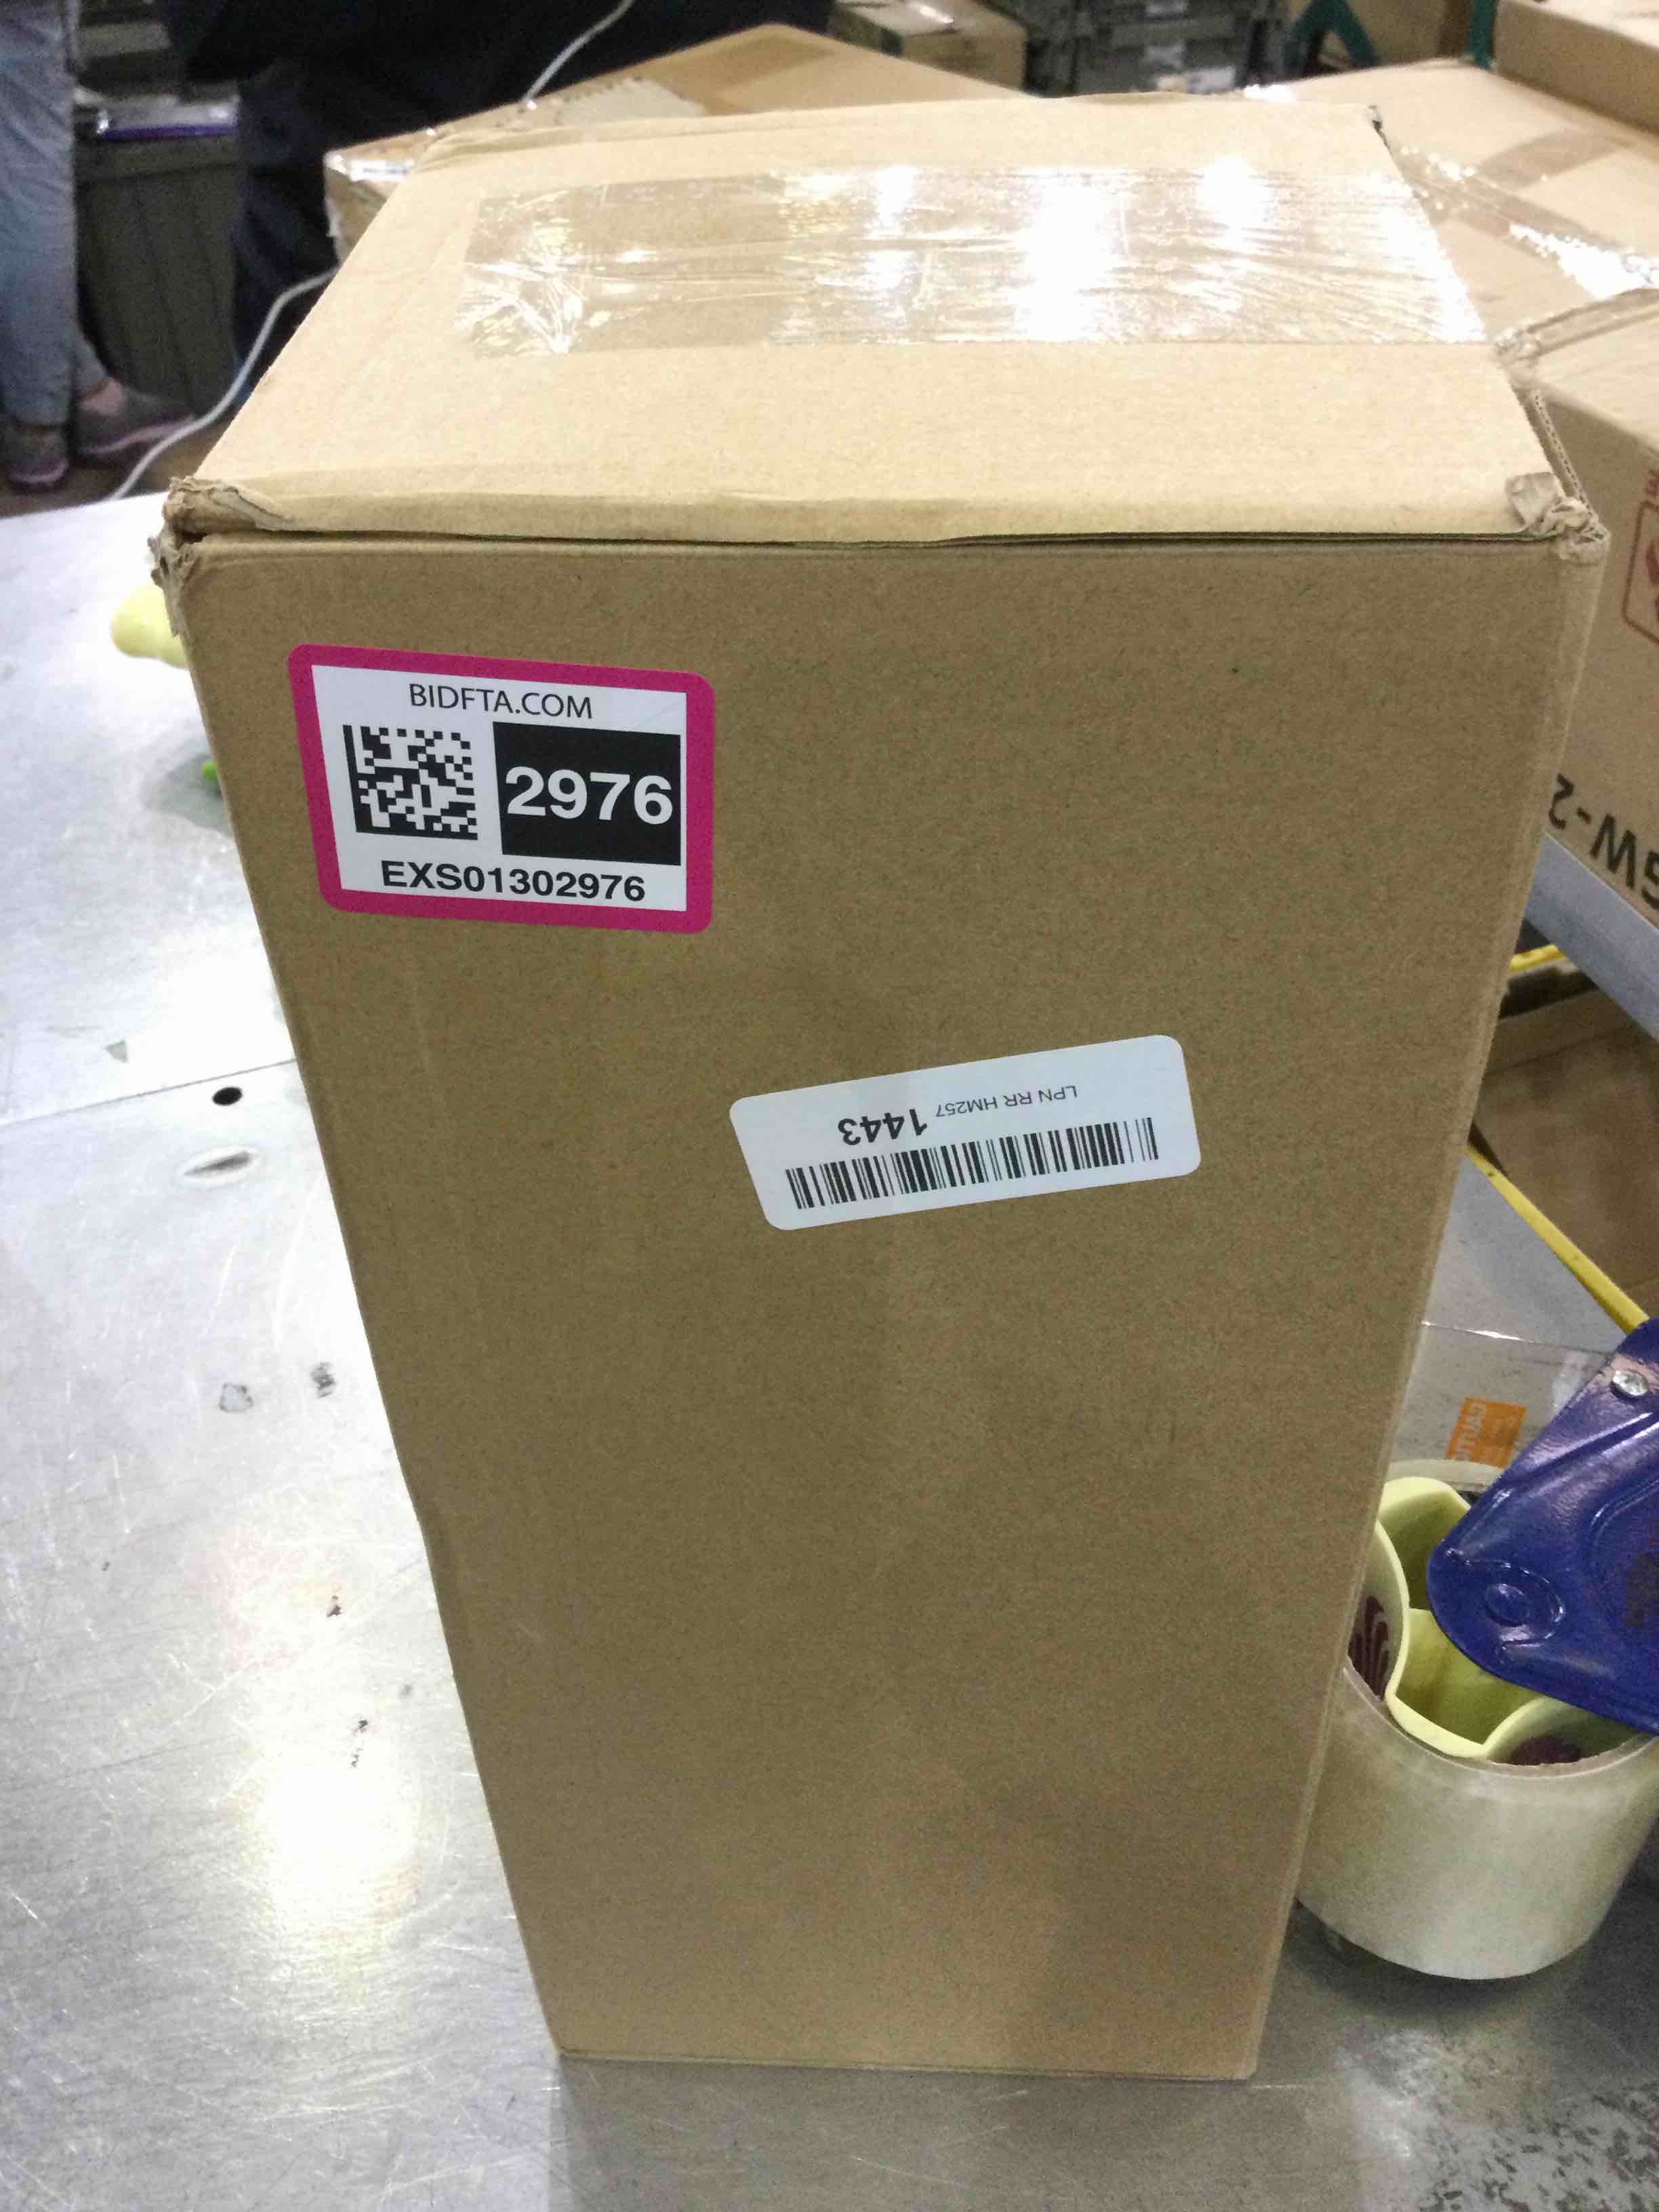 BIDFTA.COM
2976
EXS01302976
LPN RR HM257 1443